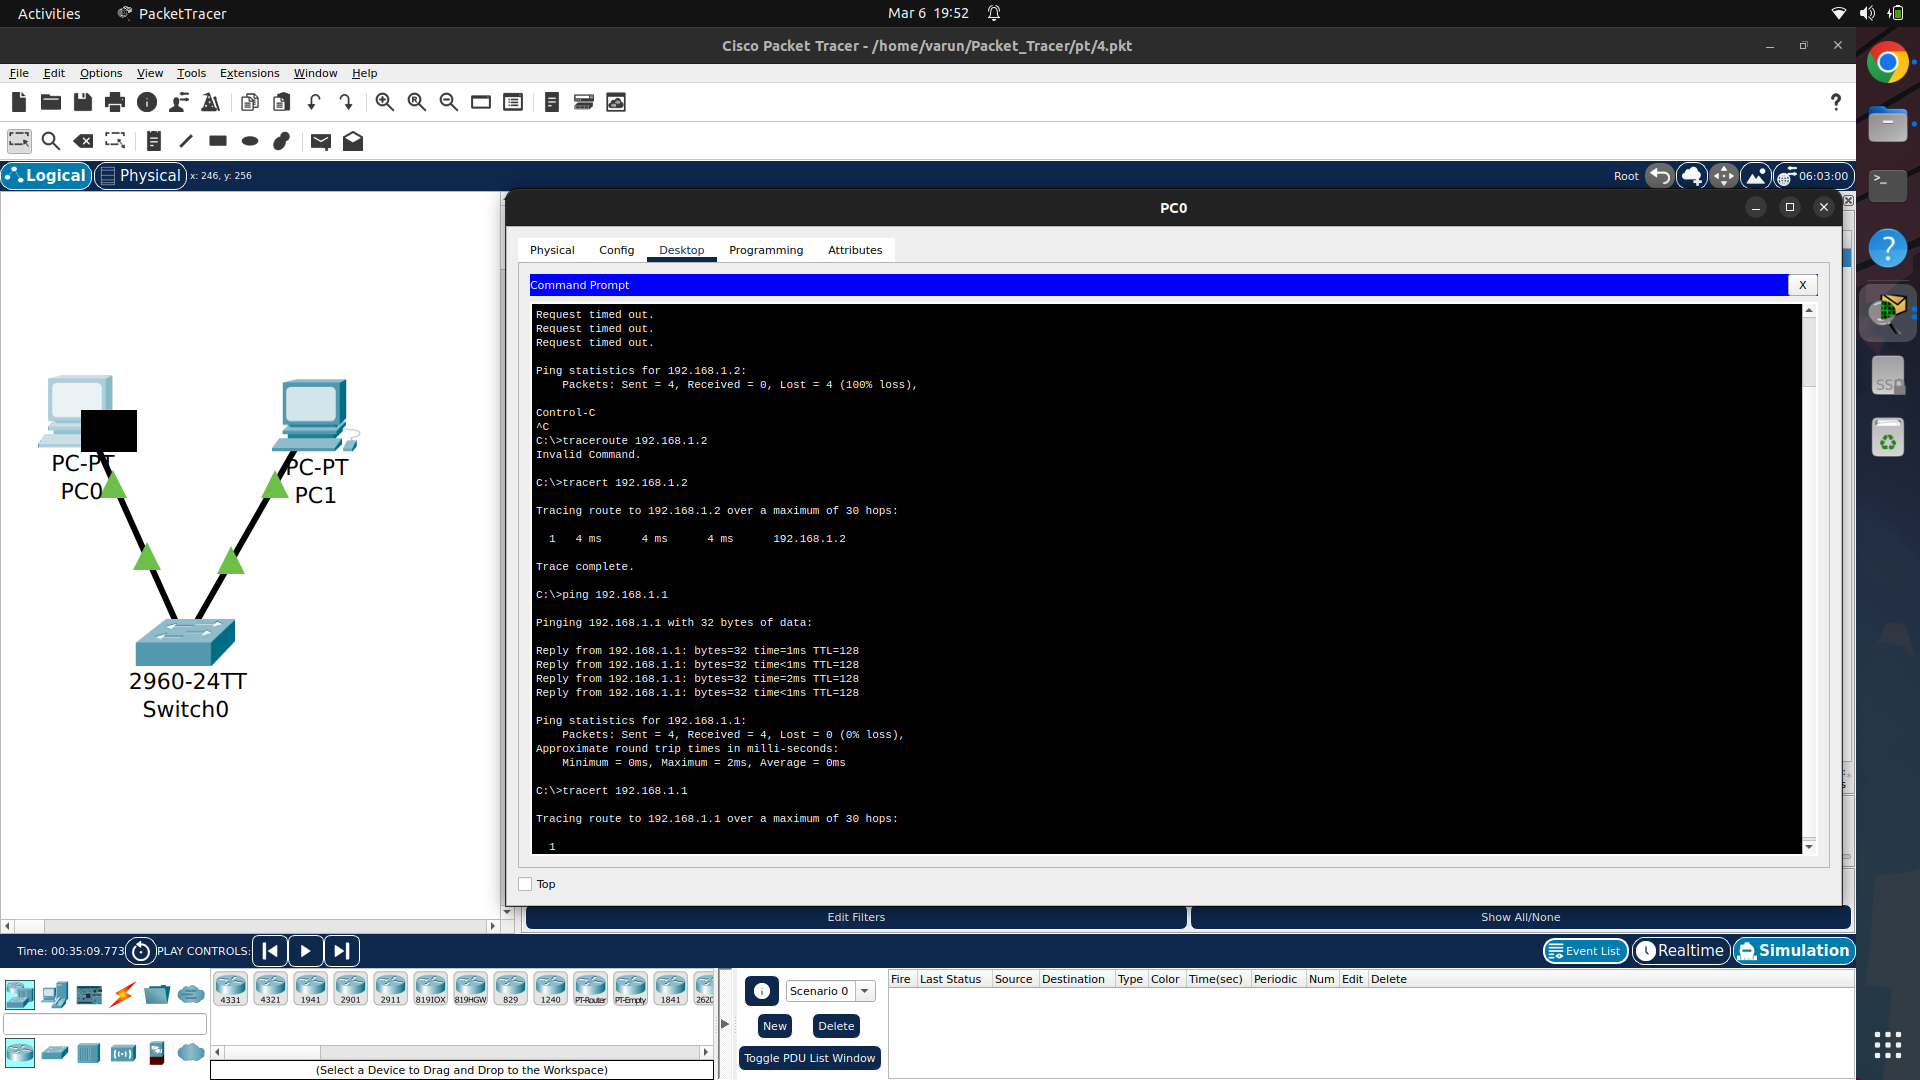 Activities
PacketTracer
Mar 6 19:52
Cisco Packet Tracer - /home/varun/Packet_Tracer/pt/4.pkt
File Edit Options View Tools Extensions Window Help
?
Logical
Physical
x: 246, y: 256
Root
06:03:00
PC0
Physical Config Desktop Programming Attributes
Command Prompt
X
Request timed out.
Request timed out.
Request timed out.
Ping statistics for 192.168.1.2:
Packets: Sent = 4, Received = 0, Lost = 4 (100% loss),
Control-C
^C
C:\>traceroute 192.168.1.2
Invalid Command.
C:\>tracert 192.168.1.2
Tracing route to 192.168.1.2 over a maximum of 30 hops:
1 4 ms 4 ms 4 ms 192.168.1.2
Trace complete.
C:\>ping 192.168.1.1
Pinging 192.168.1.1 with 32 bytes of data:
Reply from 192.168.1.1: bytes=32 time=1ms TTL=128
Reply from 192.168.1.1: bytes=32 time<1ms TTL=128
Reply from 192.168.1.1: bytes=32 time=2ms TTL=128
Reply from 192.168.1.1: bytes=32 time<1ms TTL=128
Ping statistics for 192.168.1.1:
Packets: Sent = 4, Received = 4, Lost = 0 (0% loss),
Approximate round trip times in milli-seconds:
Minimum = 0ms, Maximum = 2ms, Average = 0ms
C:\>tracert 192.168.1.1
Tracing route to 192.168.1.1 over a maximum of 30 hops:
1
Top
PC-PT
PC0
PC-PT
PC1
2960-24TT
Switch0
Edit Filters
Show All/None
Time: 00:35:09.773
PLAY CONTROLS:
Event List
Realtime
Simulation
4331 4321 1941 2901 2911 819IOX 819HGW 829 1240 PT-Router PT-Empty 1841
(Select a Device to Drag and Drop to the Workspace)
Scenario 0
New
Delete
Toggle PDU List Window
Fire Last Status Source Destination Type Color Time(sec) Periodic Num Edit Delete
SSD